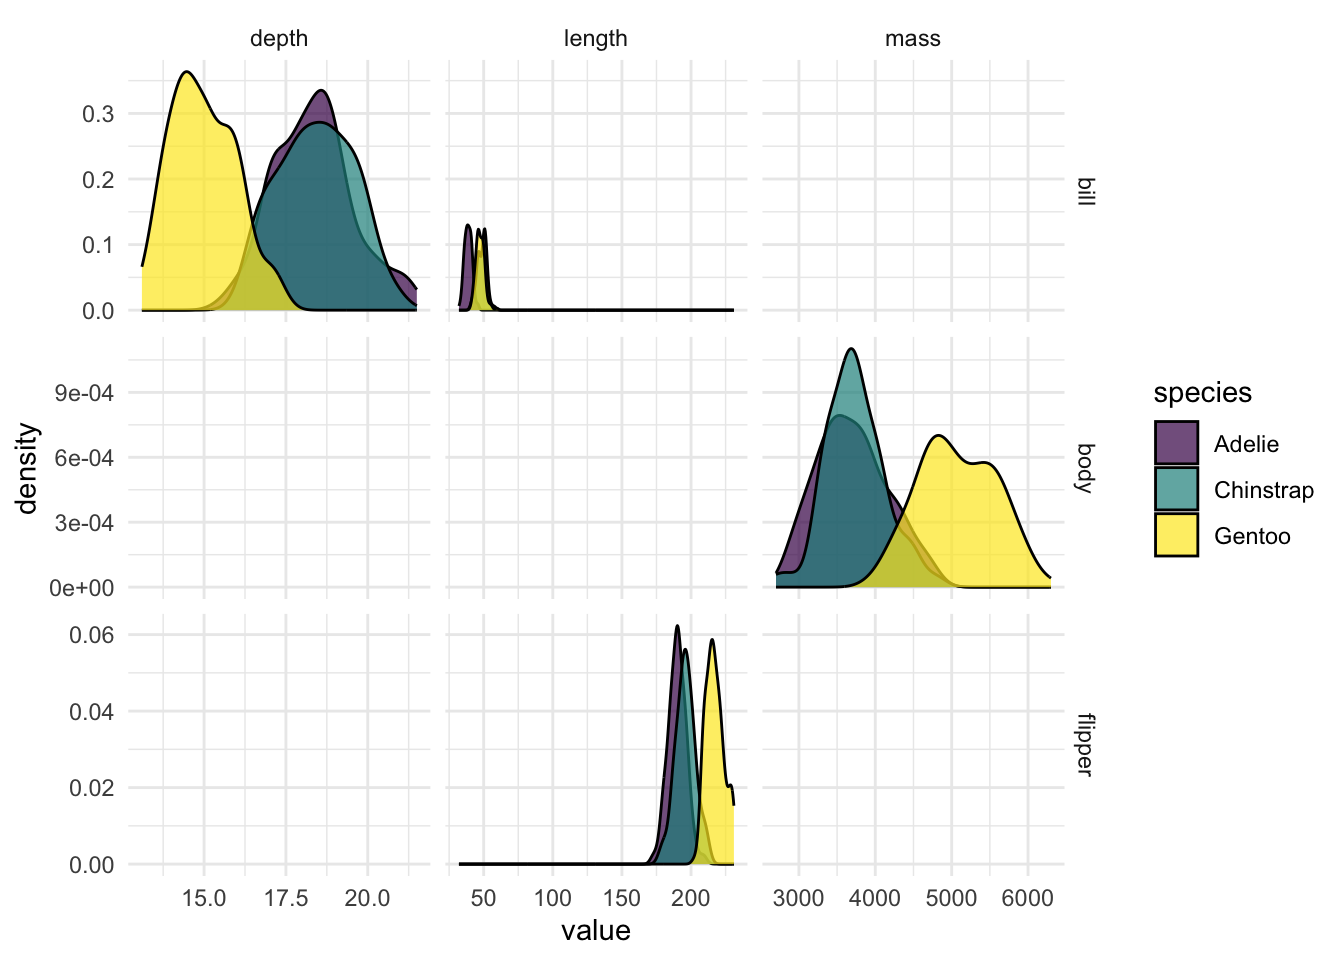 depth length mass
0.3
0.2
0.1
0.0
bill
9e-04
6e-04
3e-04
0e+00
body
0.06
0.04
0.02
0.00
flipper
15.0 17.5 20.0 50 100 150 200 3000 4000 5000 6000
value
density
species
Adelie
Chinstrap
Gentoo